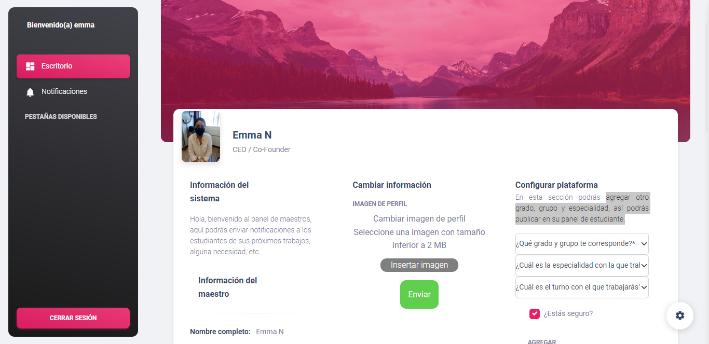 Bienvenido(a) emma
Escritorio
Notificaciones
PESTAÑAS DISPONIBLES
CERRAR SESIÓN
Emma N
CEO / Co-Founder
Información del
sistema
Hola, bienvenido al panel de maestros,
aquí podrás enviar notificaciones a los
estudiantes de sus próximos trabajos,
alguna necesidad, etc.
Información del
maestro
Nombre completo: Emma N
Cambiar información
IMAGEN DE PERFIL
Cambiar imagen de perfil
Seleccione una imagen con tamaño
inferior a 2 MB
Insertar imagen
Enviar
Configurar plataforma
En esta sección podrás agregar otro
grado, grupo y especialidad, así podrás
publicar en su panel de estudiante.
¿Qué grado y grupo te corresponde?*
¿Cuál es la especialidad con la que tral
¿Cuál es el turno con el que trabajarás?
¿Estás seguro?
AGREGAR